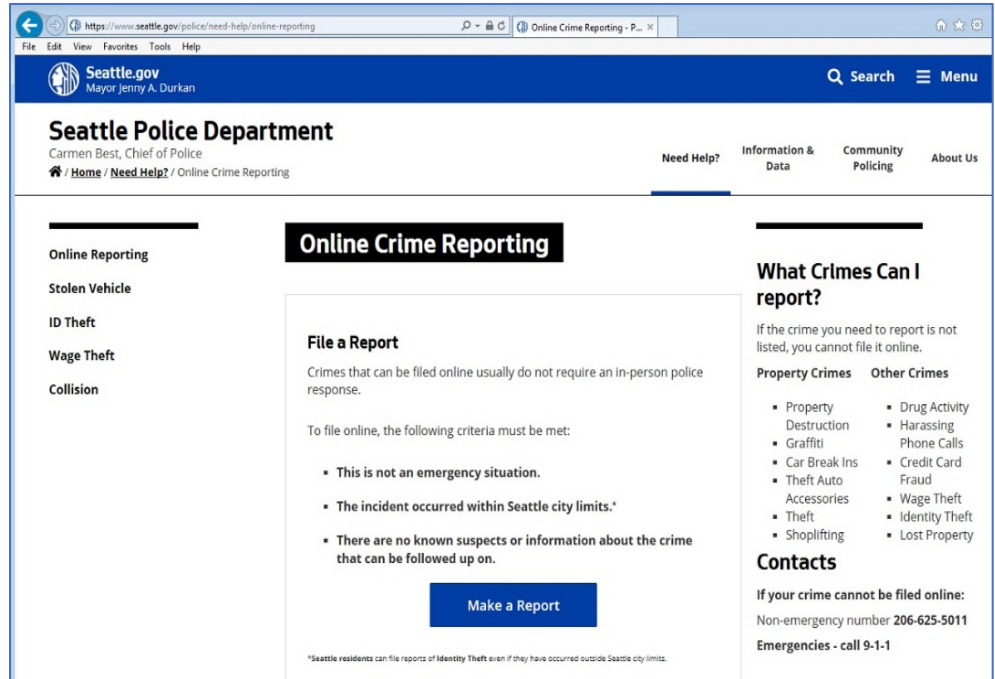 https://www.seattle.gov/police/need-help/online-reporting
Online Crime Reporting - P...
File Edit View Favorites Tools Help
Seattle.gov
Mayor Jenny A. Durkan
Search
Menu
Seattle Police Department
Carmen Best, Chief of Police
/ Home / Need Help? / Online Crime Reporting
Need Help?
Information &
Data
Community
Policing
About Us
Online Reporting
Stolen Vehicle
ID Theft
Wage Theft
Collision
Online Crime Reporting
File a Report
Crimes that can be filed online usually do not require an in-person police
response.
To file online, the following criteria must be met:
▪ This is not an emergency situation.
▪ The incident occurred within Seattle city limits.*
▪ There are no known suspects or information about the crime
that can be followed up on.
Make a Report
*Seattle residents can file reports of Identity Theft even if they have occurred outside Seattle city limits.
What Crimes Can I
report?
If the crime you need to report is not
listed, you cannot file it online.
Property Crimes
▪ Property
Destruction
▪ Graffiti
▪ Car Break Ins
▪ Theft Auto
Accessories
▪ Theft
▪ Shoplifting
Other Crimes
▪ Drug Activity
▪ Harassing
Phone Calls
▪ Credit Card
Fraud
▪ Wage Theft
▪ Identity Theft
▪ Lost Property
Contacts
If your crime cannot be filed online:
Non-emergency number 206-625-5011
Emergencies - call 9-1-1